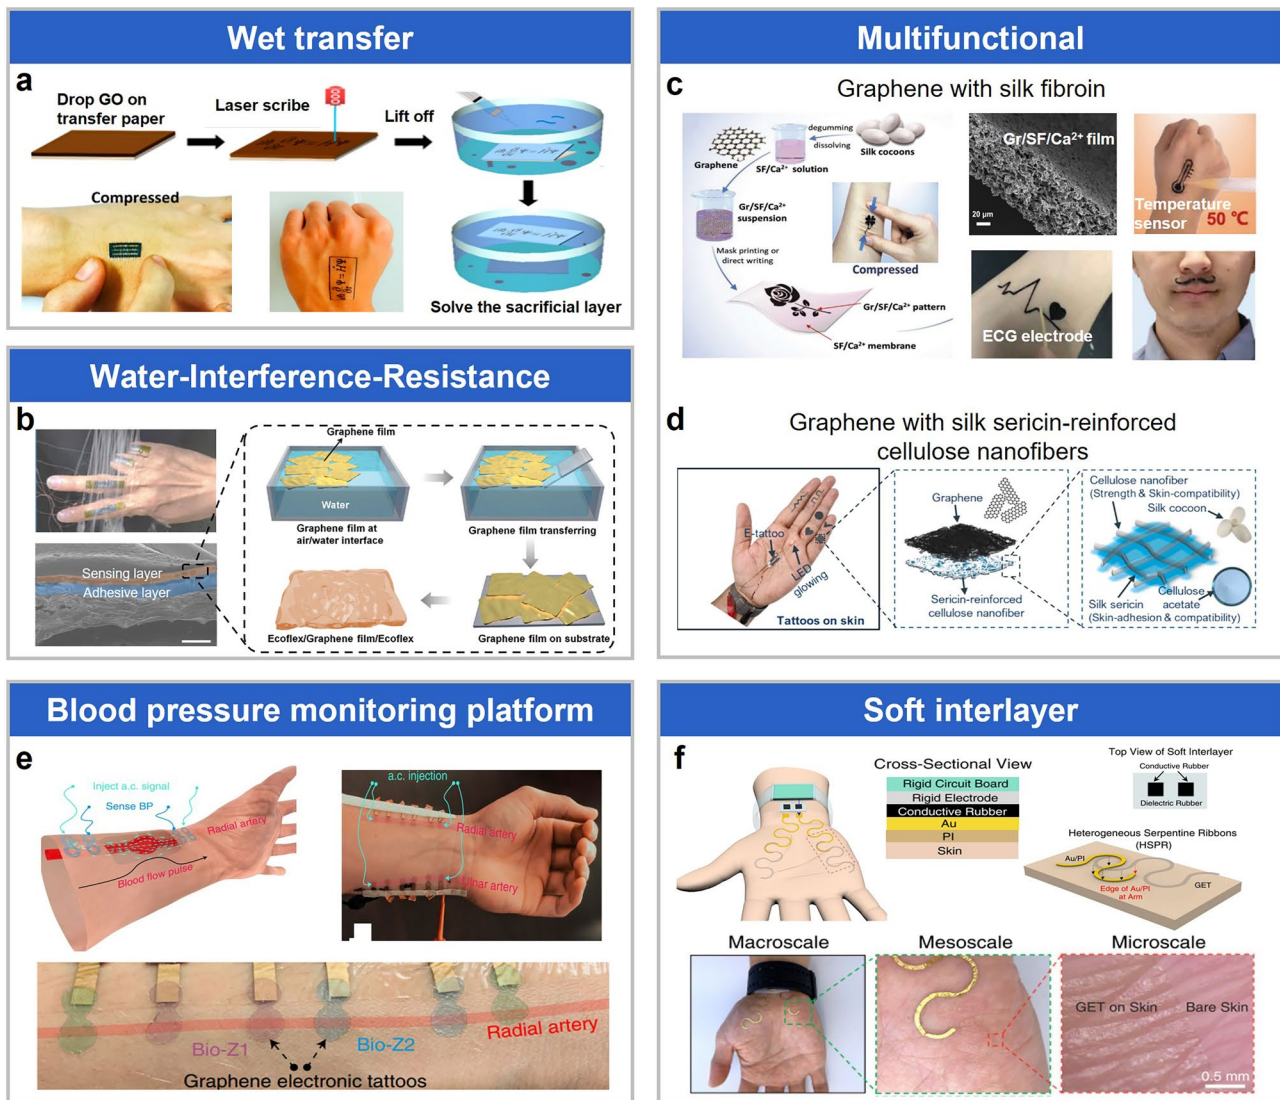 Wet transfer
a
Drop GO on
transfer paper
Laser scribe
Lift off
Compressed
Solve the sacrificial layer
Water-Interference-Resistance
b
Sensing layer
Adhesive layer
Graphene film
Water
Graphene film at
air/water interface
Graphene film transferring
Ecoflex/Graphene film/Ecoflex
Graphene film on substrate
Blood pressure monitoring platform
e
Inject a.c. signal
Sense BP
Radial artery
Blood flow pulse
a.c. injection
Radial artery
Ulnar artery
Radial artery
Bio-Z1
Bio-Z2
Graphene electronic tattoos
Multifunctional
c
Graphene with silk fibroin
Graphene
degumming
dissolving
SF/Ca²⁺ solution
Silk cocoons
Gr/SF/Ca²⁺
suspension
Mask printing or
direct writing
Compressed
Gr/SF/Ca²⁺ pattern
SF/Ca²⁺ membrane
Gr/SF/Ca²⁺ film
20 µm
Temperature
sensor
50 ℃
ECG electrode
d
Graphene with silk sericin-reinforced
cellulose nanofibers
E-tattoo
LED
glowing
Tattoos on skin
Graphene
Sericin-reinforced
cellulose nanofiber
Cellulose nanofiber
(Strength & Skin-compatibility)
Silk cocoon
Cellulose
acetate
Silk sericin
(Skin-adhesion & compatibility)
Soft interlayer
f
Cross-Sectional View
Rigid Circuit Board
Rigid Electrode
Conductive Rubber
Au
PI
Skin
Top View of Soft Interlayer
Conductive Rubber
Dielectric Rubber
Heterogeneous Serpentine Ribbons
(HSPR)
Au/PI
Edge of Au/PI
at Arm
GET
Macroscale
Mesoscale
Microscale
GET on Skin
Bare Skin
0.5 mm